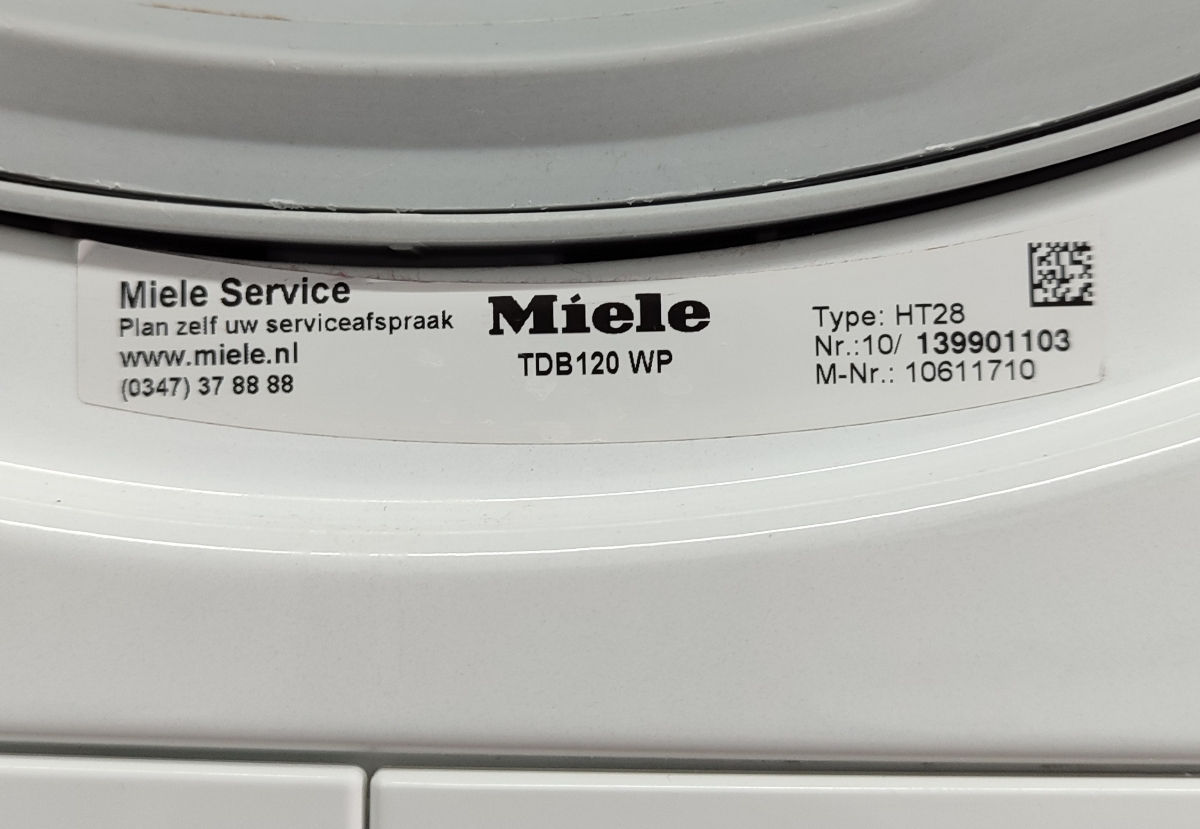 Miele Service
Plan zelf uw serviceafspraak
www.miele.nl
(0347) 37 88 88
Miele
TDB120 WP
Type: HT28
Nr.:10/ 139901103
M-Nr.: 10611710